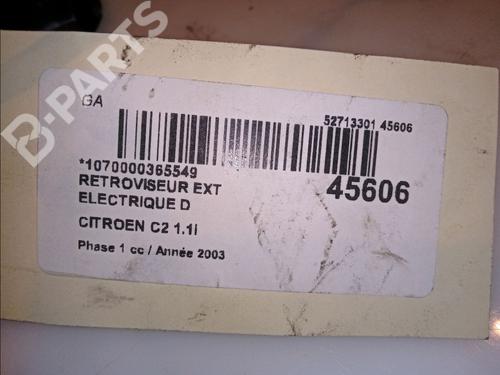 GA
52713301 45606
*1070000365549
45606
RETROVISEUR EXT
ELECTRIQUE D
CITROEN C2 1.1i
Phase 1 cc / Année 2003
B-PARTS